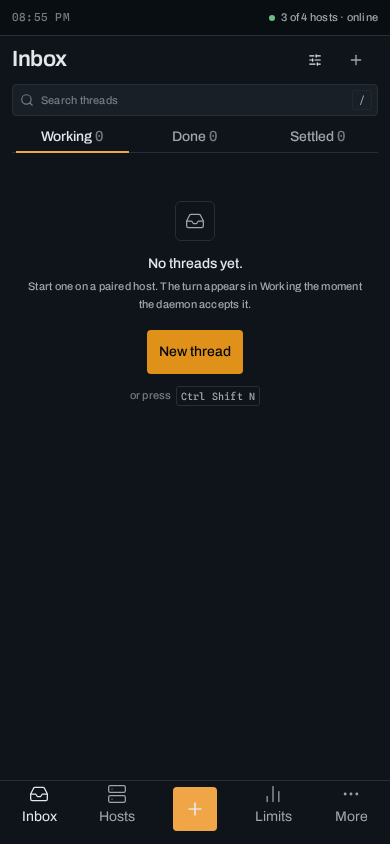 08:55 PM
3 of 4 hosts · online
Inbox
Search threads
/
Working 0
Done 0
Settled 0
No threads yet.
Start one on a paired host. The turn appears in Working the moment
the daemon accepts it.
New thread
or press Ctrl Shift N
Inbox
Hosts
Limits
More